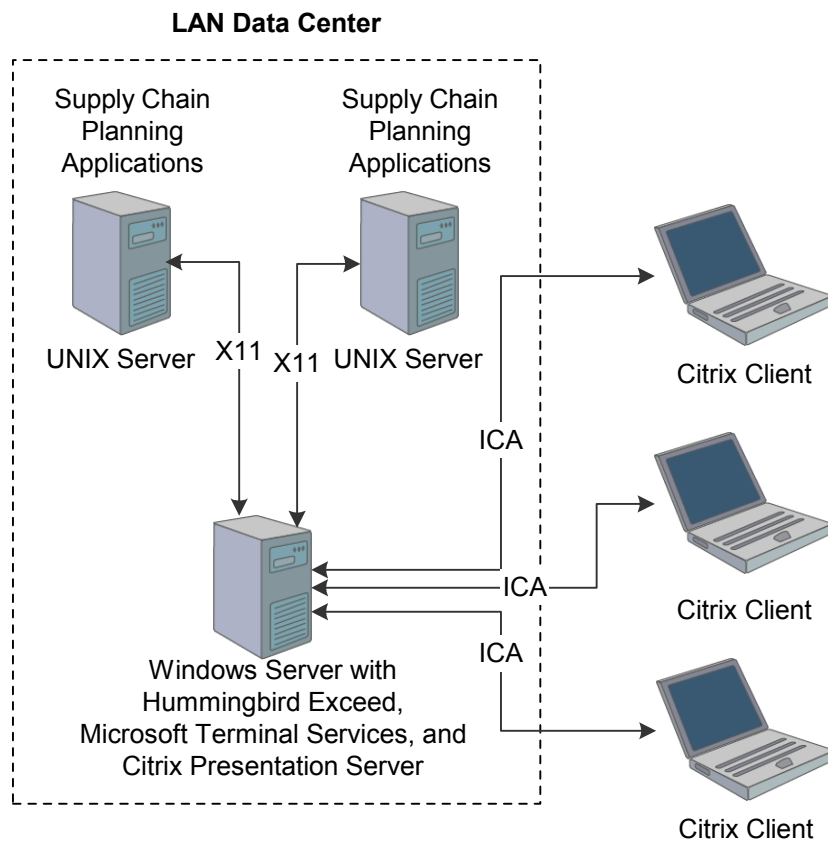 LAN Data Center
Supply Chain
Planning
Applications
Supply Chain
Planning
Applications
UNIX Server
X11
X11
UNIX Server
Citrix Client
ICA
ICA
Citrix Client
ICA
Windows Server with
Hummingbird Exceed,
Microsoft Terminal Services, and
Citrix Presentation Server
Citrix Client